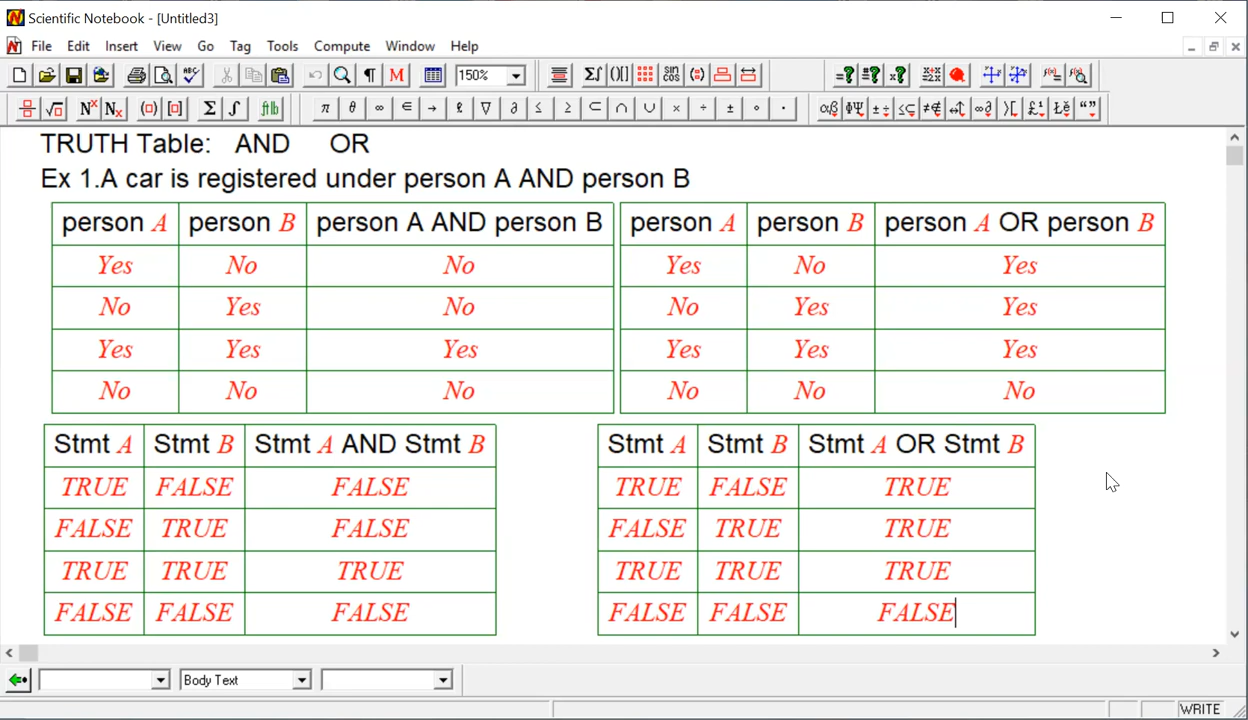 Scientific Notebook - [Untitled3]
File Edit Insert View Go Tag Tools Compute Window Help
150%
TRUTH Table: AND OR
Ex 1.A car is registered under person A AND person B
person A person B person A AND person B person A person B person A OR person B
Yes No No Yes No Yes
No Yes No No Yes Yes
Yes Yes Yes Yes Yes Yes
No No No No No No
Stmt A Stmt B Stmt A AND Stmt B Stmt A Stmt B Stmt A OR Stmt B
TRUE FALSE FALSE TRUE FALSE TRUE
FALSE TRUE FALSE FALSE TRUE TRUE
TRUE TRUE TRUE TRUE TRUE TRUE
FALSE FALSE FALSE FALSE FALSE FALSE
Body Text
WRITE